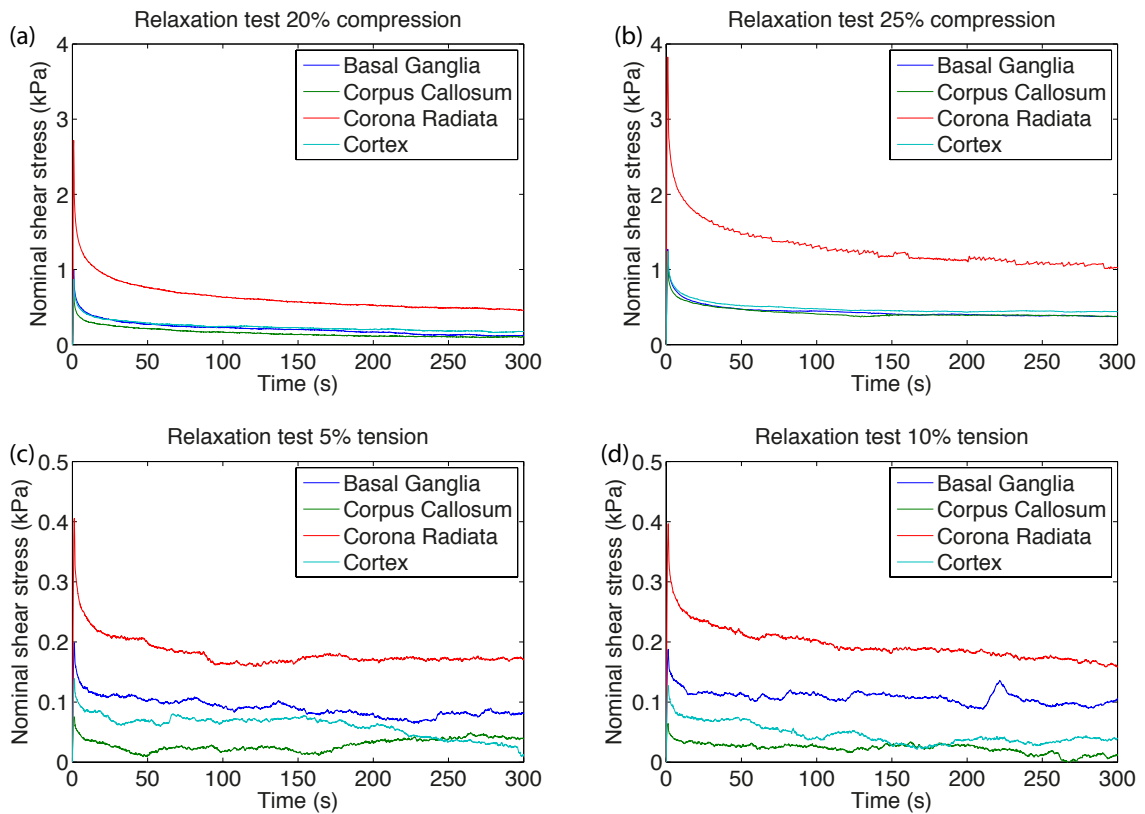 (a)
Relaxation test 20% compression
Nominal shear stress (kPa)
4
3
2
1
0
Basal Ganglia
Corpus Callosum
Corona Radiata
Cortex
0 50 100 150 200 250 300
Time (s)
(b)
Relaxation test 25% compression
Nominal shear stress (kPa)
4
3
2
1
0
Basal Ganglia
Corpus Callosum
Corona Radiata
Cortex
0 50 100 150 200 250 300
Time (s)
(c)
Relaxation test 5% tension
Nominal shear stress (kPa)
0.5
0.4
0.3
0.2
0.1
0
Basal Ganglia
Corpus Callosum
Corona Radiata
Cortex
0 50 100 150 200 250 300
Time (s)
(d)
Relaxation test 10% tension
Nominal shear stress (kPa)
0.5
0.4
0.3
0.2
0.1
0
Basal Ganglia
Corpus Callosum
Corona Radiata
Cortex
0 50 100 150 200 250 300
Time (s)